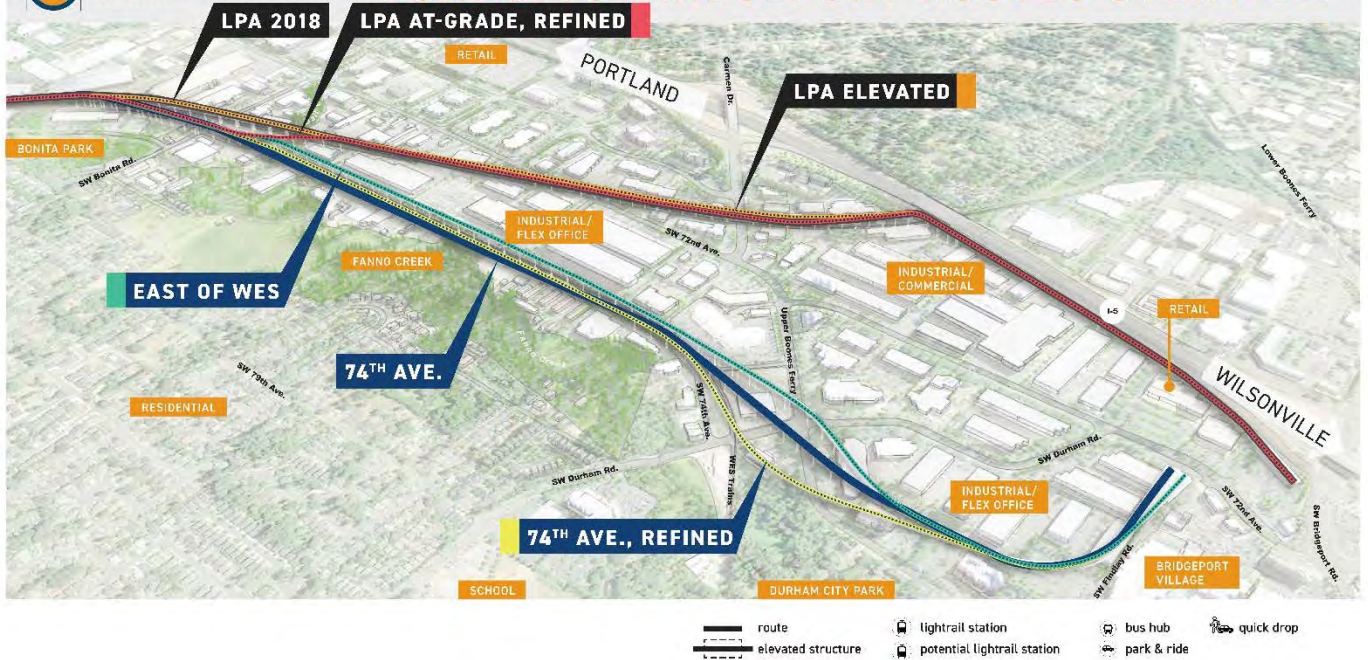 LPA 2018
LPA AT-GRADE, REFINED
RETAIL
PORTLAND
Carmen Dr.
LPA ELEVATED
BONITA PARK
SW Bonita Rd.
Lower Boones Ferry
INDUSTRIAL/
FLEX OFFICE
SW 72nd Ave.
FANNO CREEK
INDUSTRIAL/
COMMERCIAL
EAST OF WES
I-5
RETAIL
Upper Boones Ferry
74TH AVE.
SW 79th Ave.
RESIDENTIAL
SW 74th Ave.
WILSONVILLE
SW Durham Rd.
SW Durham Rd.
WES Trains
INDUSTRIAL/
FLEX OFFICE
SW 72nd Ave.
SW Bridgeport Rd.
74TH AVE., REFINED
SW Findlay Rd.
BRIDGEPORT
VILLAGE
SCHOOL
DURHAM CITY PARK
route
lightrail station
bus hub
quick drop
elevated structure
potential lightrail station
park & ride